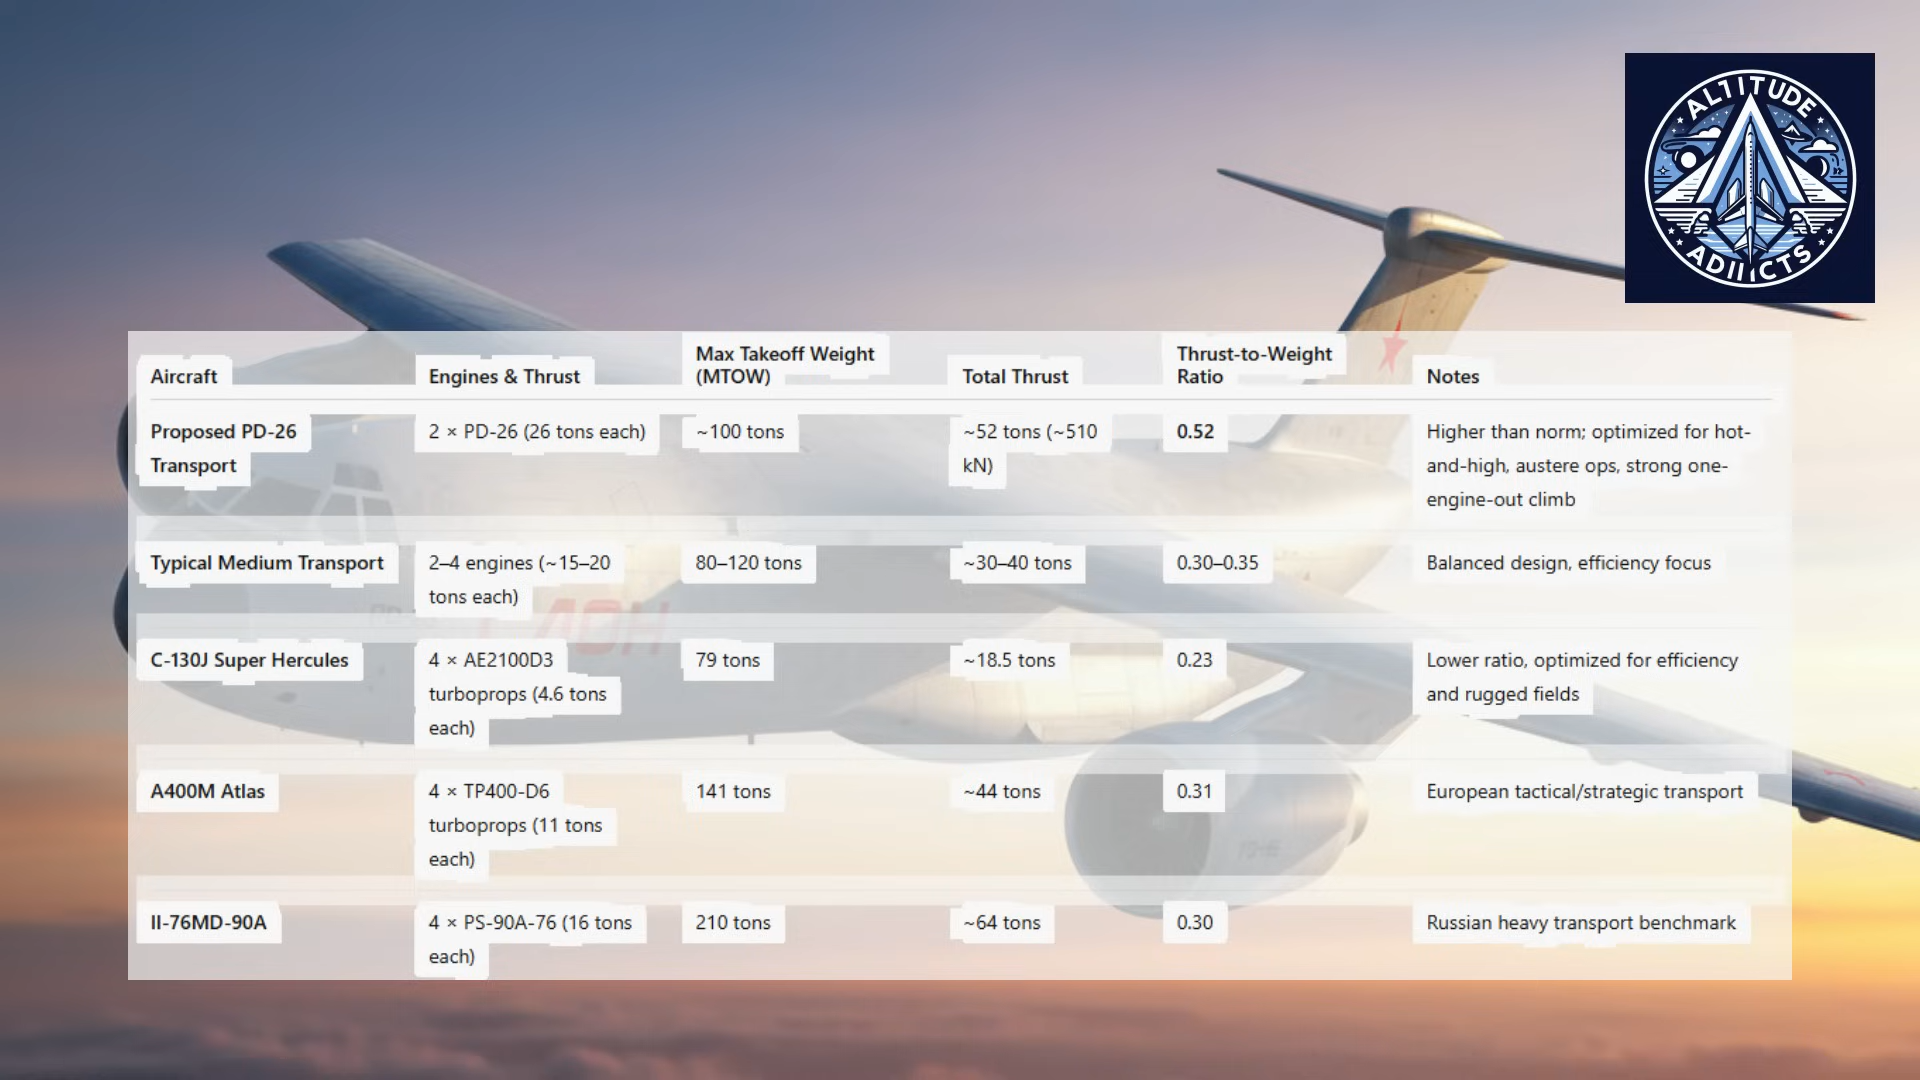 ALTITUDE
ADIICTS
Aircraft
Engines & Thrust
Max Takeoff Weight
(MTOW)
Total Thrust
Thrust-to-Weight
Ratio
Notes
Proposed PD-26
Transport
2 × PD-26 (26 tons each)
~100 tons
~52 tons (~510
kN)
0.52
Higher than norm; optimized for hot-
and-high, austere ops, strong one-
engine-out climb
Typical Medium Transport
2–4 engines (~15–20
tons each)
80–120 tons
~30–40 tons
0.30–0.35
Balanced design, efficiency focus
C-130J Super Hercules
4 × AE2100D3
turboprops (4.6 tons
each)
79 tons
~18.5 tons
0.23
Lower ratio, optimized for efficiency
and rugged fields
A400M Atlas
4 × TP400-D6
turboprops (11 tons
each)
141 tons
~44 tons
0.31
European tactical/strategic transport
Il-76MD-90A
4 × PS-90A-76 (16 tons
each)
210 tons
~64 tons
0.30
Russian heavy transport benchmark